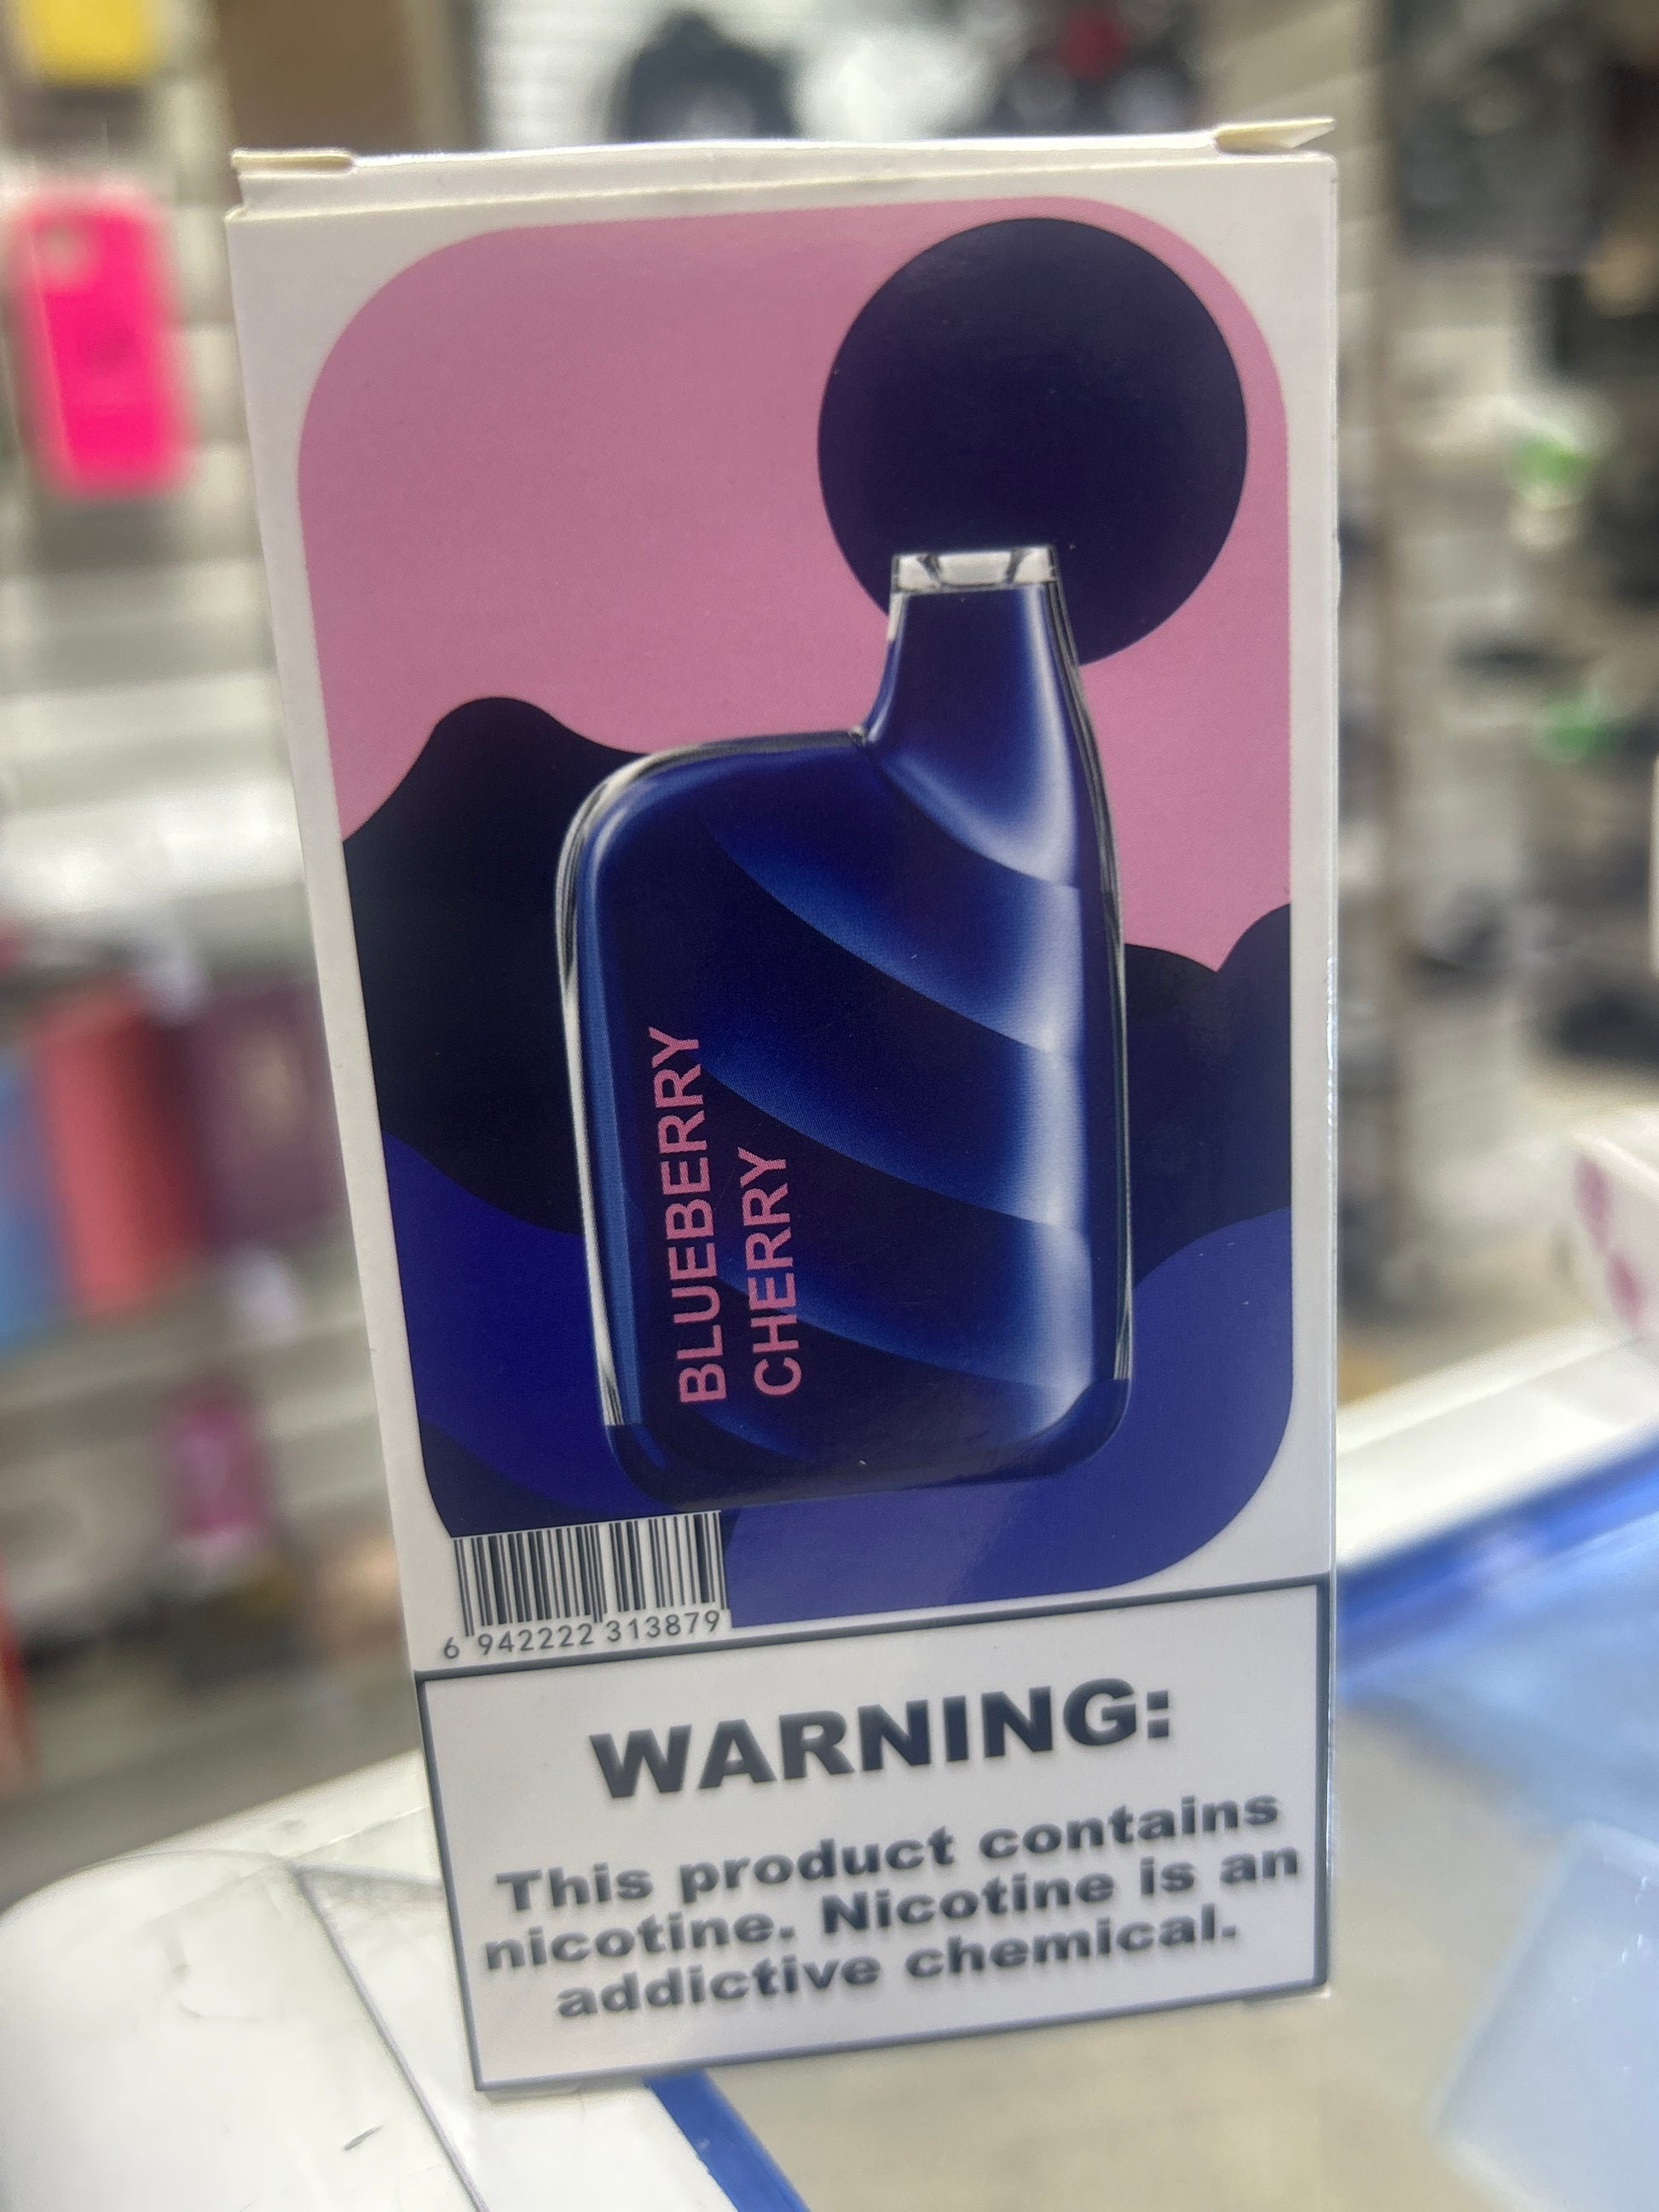 BLUEBERRY
CHERRY
6 942222 313879
WARNING:
This product contains
nicotine. Nicotine is an
addictive chemical.